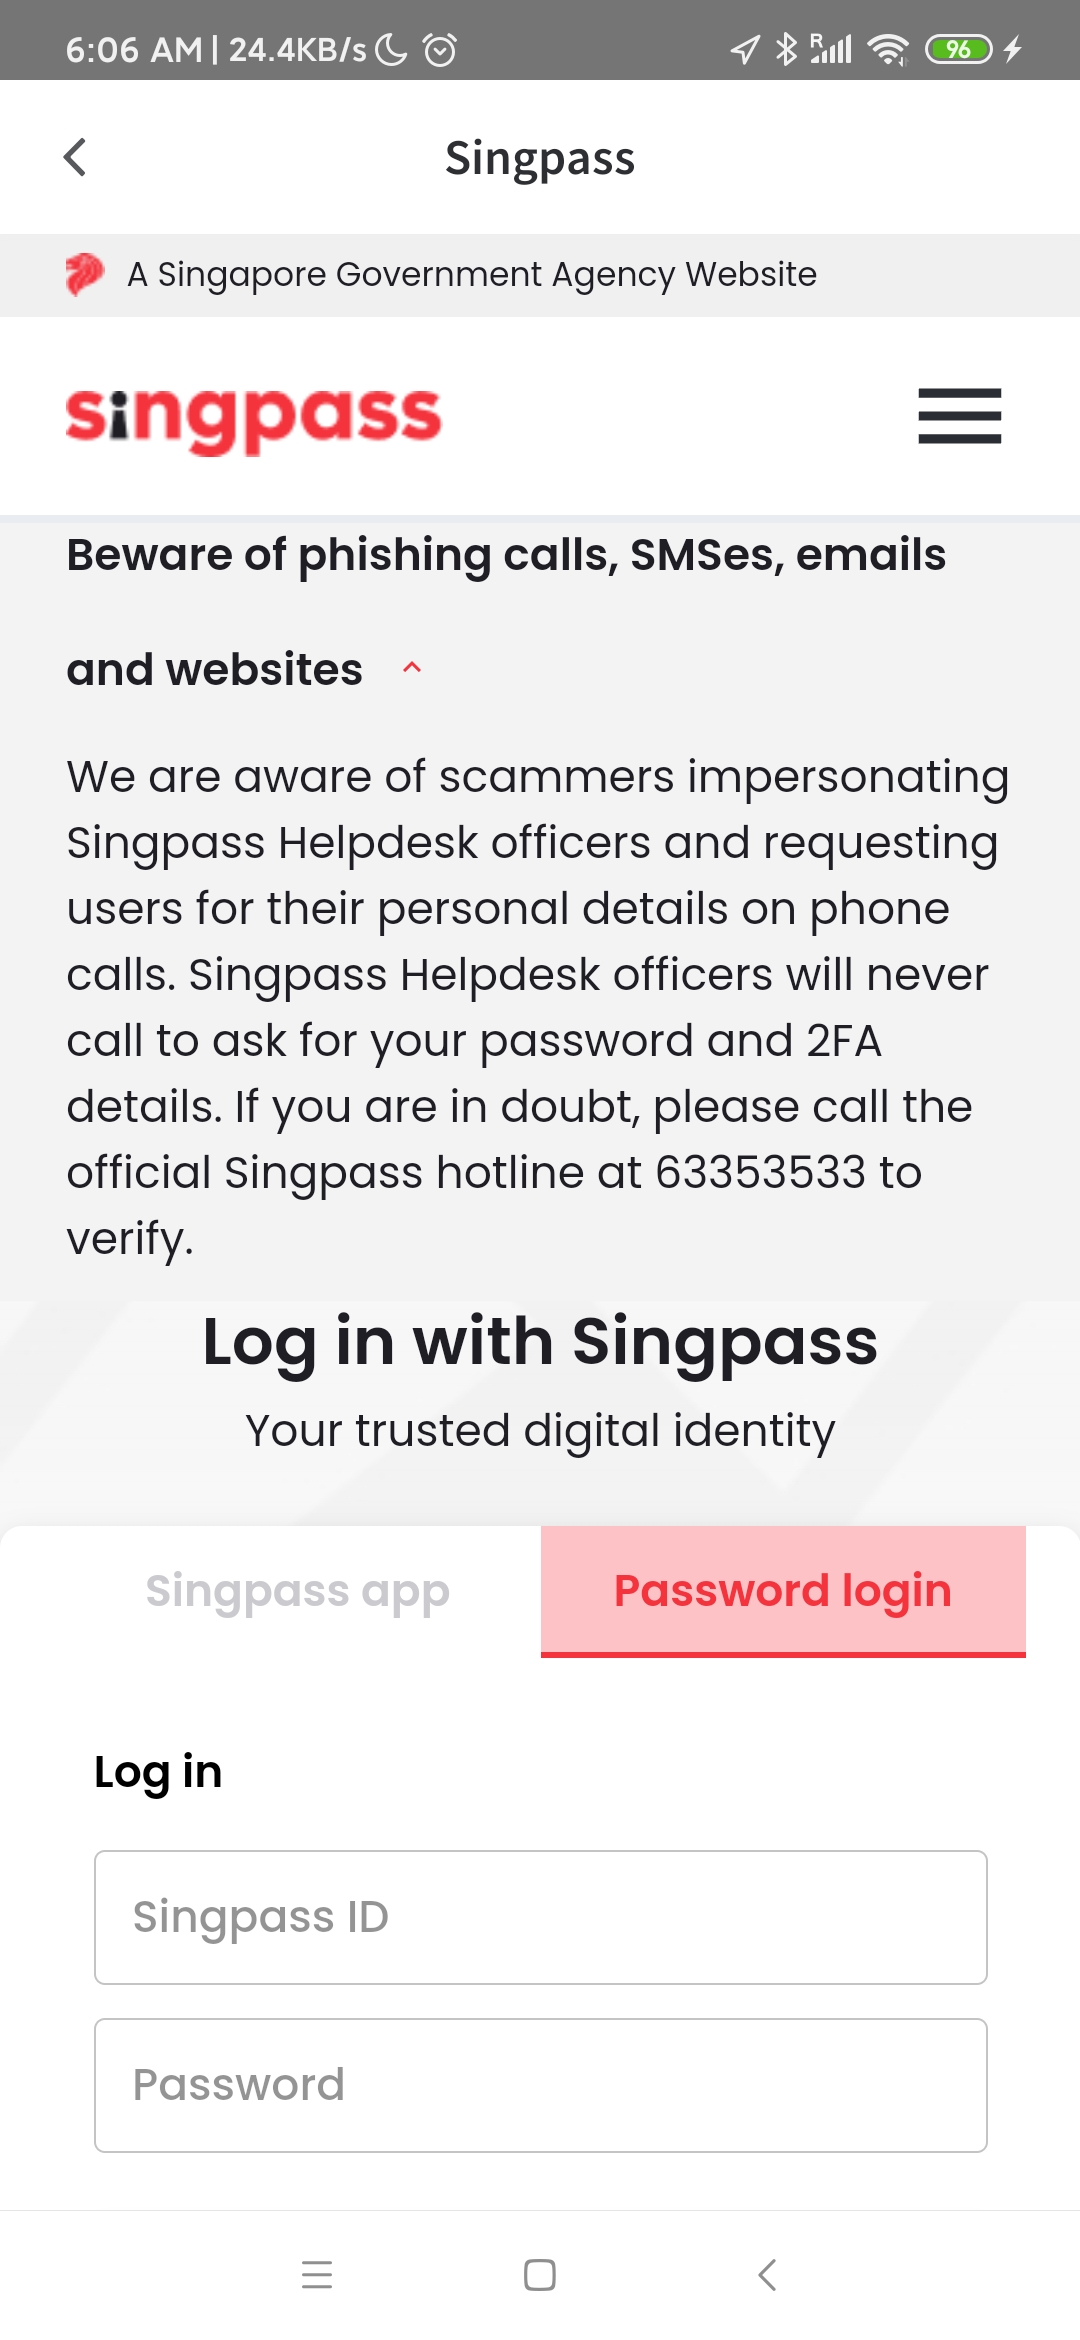 6:06 AM | 24.4KB/s R 96
Singpass
A Singapore Government Agency Website
singpass
Beware of phishing calls, SMSes, emails
and websites
We are aware of scammers impersonating
Singpass Helpdesk officers and requesting
users for their personal details on phone
calls. Singpass Helpdesk officers will never
call to ask for your password and 2FA
details. If you are in doubt, please call the
official Singpass hotline at 63353533 to
verify.
Log in with Singpass
Your trusted digital identity
Singpass app Password login
Log in
Singpass ID
Password